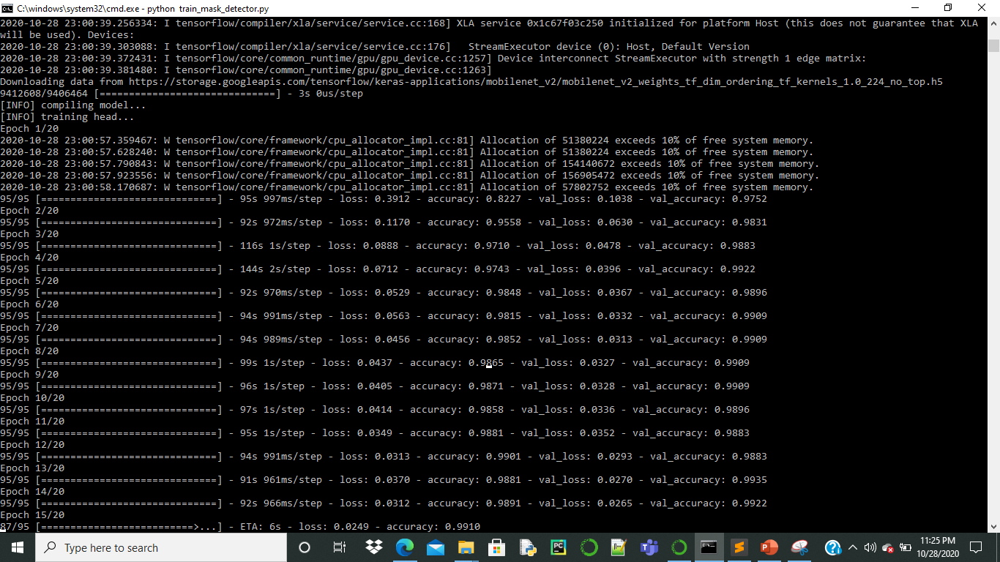 C:\windows\system32\cmd.exe - python train_mask_detector.py
2020-10-28 23:00:39.256334: I tensorflow/compiler/xla/service/service.cc:168] XLA service 0x1c67f03c250 initialized for platform Host (this does not guarantee that XLA
will be used). Devices:
2020-10-28 23:00:39.303088: I tensorflow/compiler/xla/service/service.cc:176]   StreamExecutor device (0): Host, Default Version
2020-10-28 23:00:39.372431: I tensorflow/core/common_runtime/gpu/gpu_device.cc:1257] Device interconnect StreamExecutor with strength 1 edge matrix:
2020-10-28 23:00:39.381480: I tensorflow/core/common_runtime/gpu/gpu_device.cc:1263]
Downloading data from https://storage.googleapis.com/tensorflow/keras-applications/mobilenet_v2/mobilenet_v2_weights_tf_dim_ordering_tf_kernels_1.0_224_no_top.h5
9412608/9406464 [==============================] - 3s 0us/step
[INFO] compiling model...
[INFO] training head...
Epoch 1/20
2020-10-28 23:00:57.359467: W tensorflow/core/framework/cpu_allocator_impl.cc:81] Allocation of 51380224 exceeds 10% of free system memory.
2020-10-28 23:00:57.628240: W tensorflow/core/framework/cpu_allocator_impl.cc:81] Allocation of 51380224 exceeds 10% of free system memory.
2020-10-28 23:00:57.790843: W tensorflow/core/framework/cpu_allocator_impl.cc:81] Allocation of 154140672 exceeds 10% of free system memory.
2020-10-28 23:00:57.923556: W tensorflow/core/framework/cpu_allocator_impl.cc:81] Allocation of 156905472 exceeds 10% of free system memory.
2020-10-28 23:00:58.170687: W tensorflow/core/framework/cpu_allocator_impl.cc:81] Allocation of 57802752 exceeds 10% of free system memory.
95/95 [==============================] - 95s 997ms/step - loss: 0.3912 - accuracy: 0.8227 - val_loss: 0.1038 - val_accuracy: 0.9752
Epoch 2/20
95/95 [==============================] - 92s 972ms/step - loss: 0.1170 - accuracy: 0.9558 - val_loss: 0.0630 - val_accuracy: 0.9831
Epoch 3/20
95/95 [==============================] - 116s 1s/step - loss: 0.0888 - accuracy: 0.9710 - val_loss: 0.0478 - val_accuracy: 0.9883
Epoch 4/20
95/95 [==============================] - 144s 2s/step - loss: 0.0712 - accuracy: 0.9743 - val_loss: 0.0396 - val_accuracy: 0.9922
Epoch 5/20
95/95 [==============================] - 92s 970ms/step - loss: 0.0529 - accuracy: 0.9848 - val_loss: 0.0367 - val_accuracy: 0.9896
Epoch 6/20
95/95 [==============================] - 94s 991ms/step - loss: 0.0563 - accuracy: 0.9815 - val_loss: 0.0332 - val_accuracy: 0.9909
Epoch 7/20
95/95 [==============================] - 94s 989ms/step - loss: 0.0456 - accuracy: 0.9852 - val_loss: 0.0313 - val_accuracy: 0.9909
Epoch 8/20
95/95 [==============================] - 99s 1s/step - loss: 0.0437 - accuracy: 0.9865 - val_loss: 0.0327 - val_accuracy: 0.9909
Epoch 9/20
95/95 [==============================] - 96s 1s/step - loss: 0.0405 - accuracy: 0.9871 - val_loss: 0.0328 - val_accuracy: 0.9909
Epoch 10/20
95/95 [==============================] - 97s 1s/step - loss: 0.0414 - accuracy: 0.9858 - val_loss: 0.0336 - val_accuracy: 0.9896
Epoch 11/20
95/95 [==============================] - 95s 1s/step - loss: 0.0349 - accuracy: 0.9881 - val_loss: 0.0352 - val_accuracy: 0.9883
Epoch 12/20
95/95 [==============================] - 94s 991ms/step - loss: 0.0313 - accuracy: 0.9901 - val_loss: 0.0293 - val_accuracy: 0.9883
Epoch 13/20
95/95 [==============================] - 91s 961ms/step - loss: 0.0370 - accuracy: 0.9881 - val_loss: 0.0270 - val_accuracy: 0.9935
Epoch 14/20
95/95 [==============================] - 92s 966ms/step - loss: 0.0312 - accuracy: 0.9891 - val_loss: 0.0265 - val_accuracy: 0.9922
Epoch 15/20
87/95 [==========================>...] - ETA: 6s - loss: 0.0249 - accuracy: 0.9910
Type here to search
11:25 PM
10/28/2020